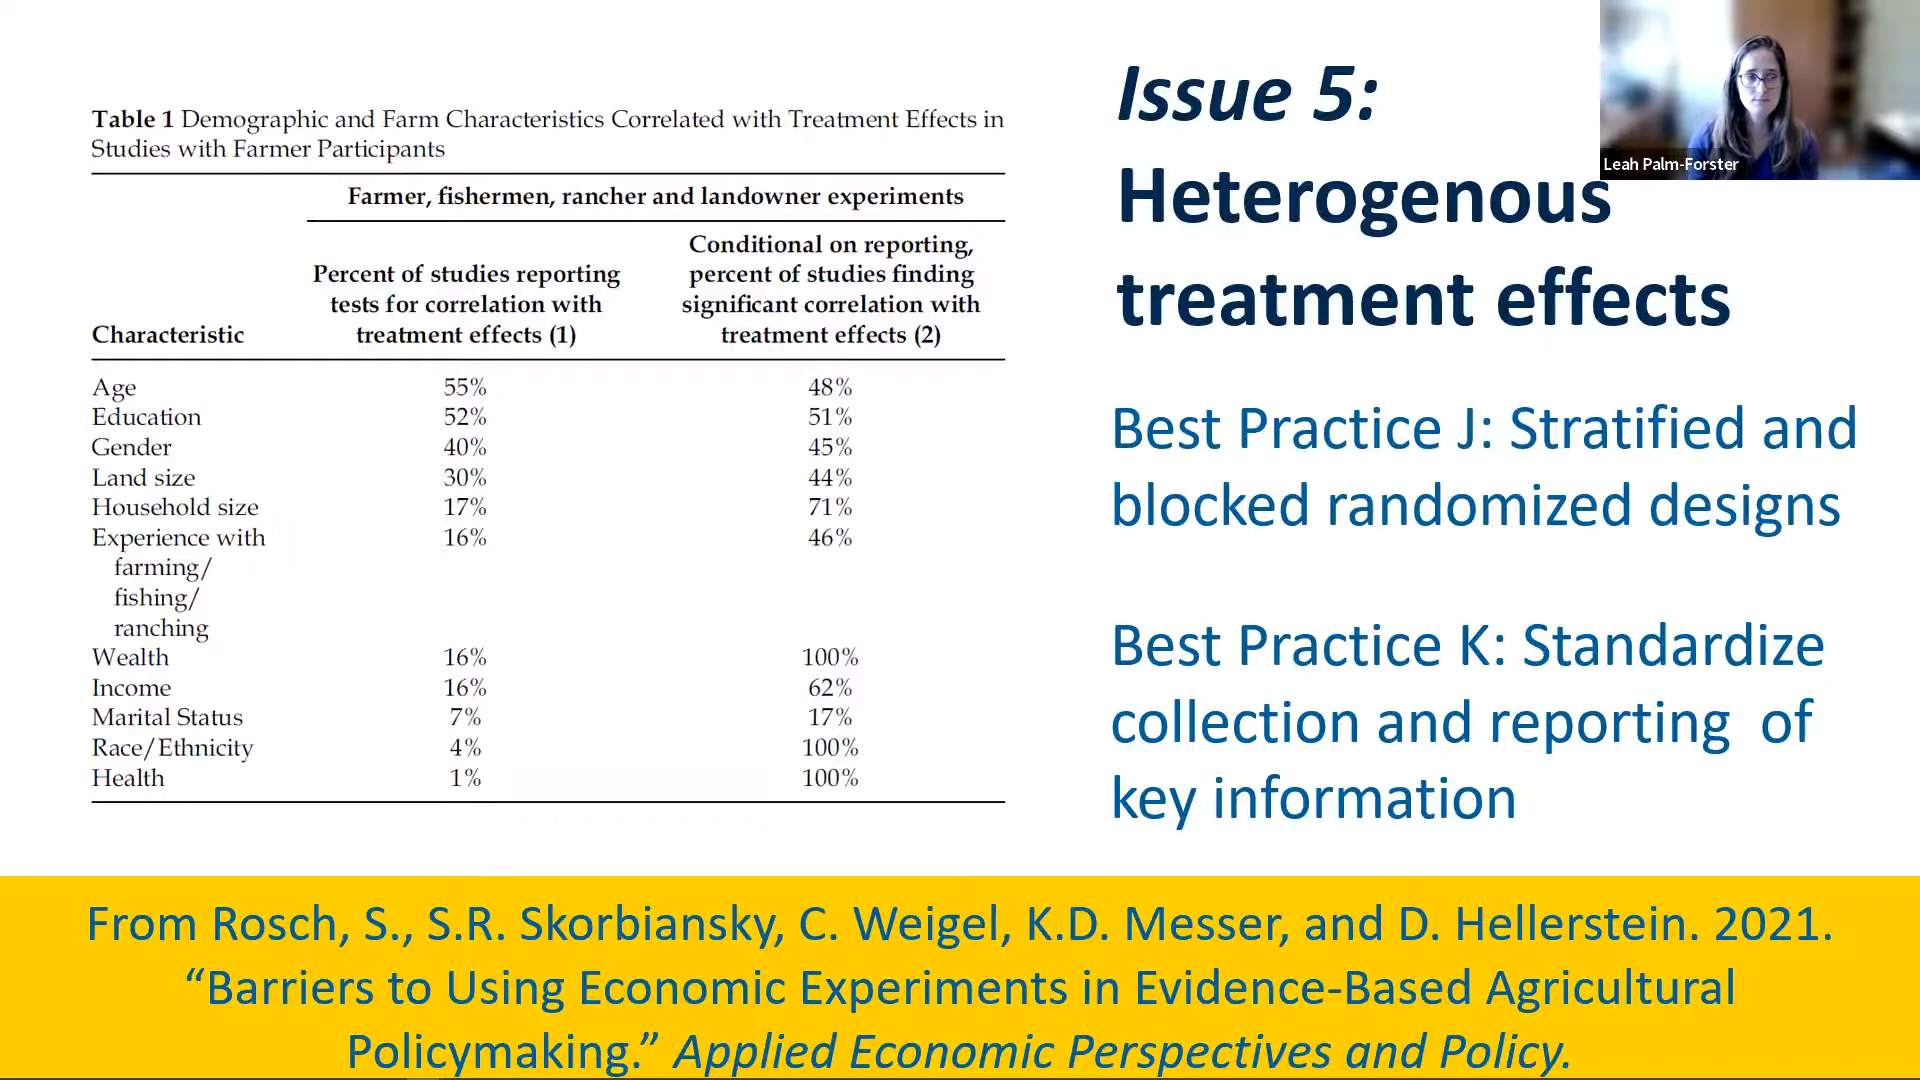 Table 1 Demographic and Farm Characteristics Correlated with Treatment Effects in
Studies with Farmer Participants
Farmer, fishermen, rancher and landowner experiments
Characteristic
Percent of studies reporting
tests for correlation with
treatment effects (1)
Conditional on reporting,
percent of studies finding
significant correlation with
treatment effects (2)
Age 55% 48%
Education 52% 51%
Gender 40% 45%
Land size 30% 44%
Household size 17% 71%
Experience with 16% 46%
farming/
fishing/
ranching
Wealth 16% 100%
Income 16% 62%
Marital Status 7% 17%
Race/Ethnicity 4% 100%
Health 1% 100%
Issue 5:
Heterogenous
treatment effects
Best Practice J: Stratified and
blocked randomized designs
Best Practice K: Standardize
collection and reporting of
key information
Leah Palm-Forster
From Rosch, S., S.R. Skorbiansky, C. Weigel, K.D. Messer, and D. Hellerstein. 2021.
“Barriers to Using Economic Experiments in Evidence-Based Agricultural
Policymaking.” Applied Economic Perspectives and Policy.